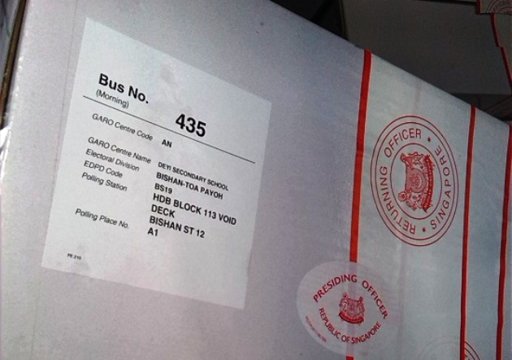 Bus No. 435
(Morning)
GARO Centre Code AN
GARO Centre Name DEYI SECONDARY SCHOOL
Electoral Division BISHAN-TOA PAYOH
EDPD Code BS19
Polling Station HDB BLOCK 113 VOID
DECK
BISHAN ST 12
Polling Place No. A1
RETURNING OFFICER
SINGAPORE
PRESIDING OFFICER
REPUBLIC OF SINGAPORE